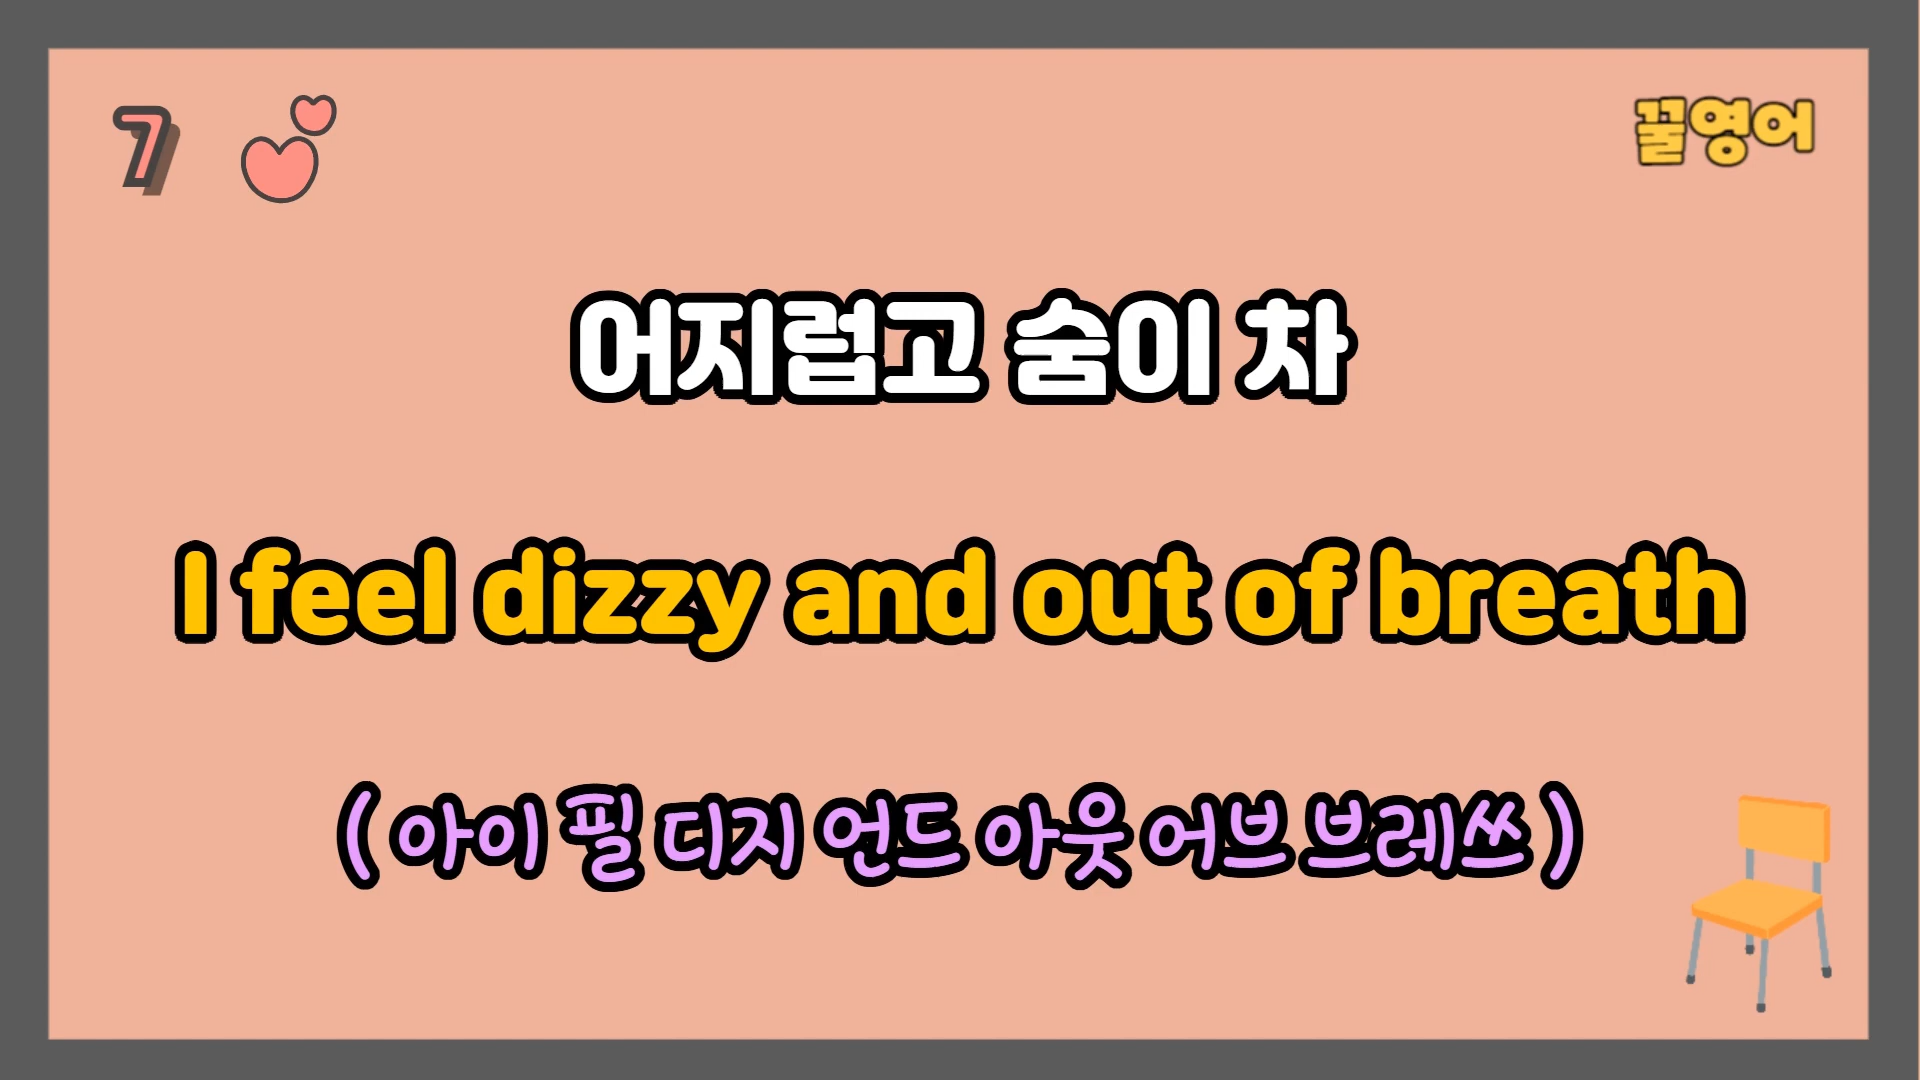 7
꿀영어
어지럽고 숨이 차
I feel dizzy and out of breath
( 아이 필 디지 언드 아웃 어브 브레쓰 )